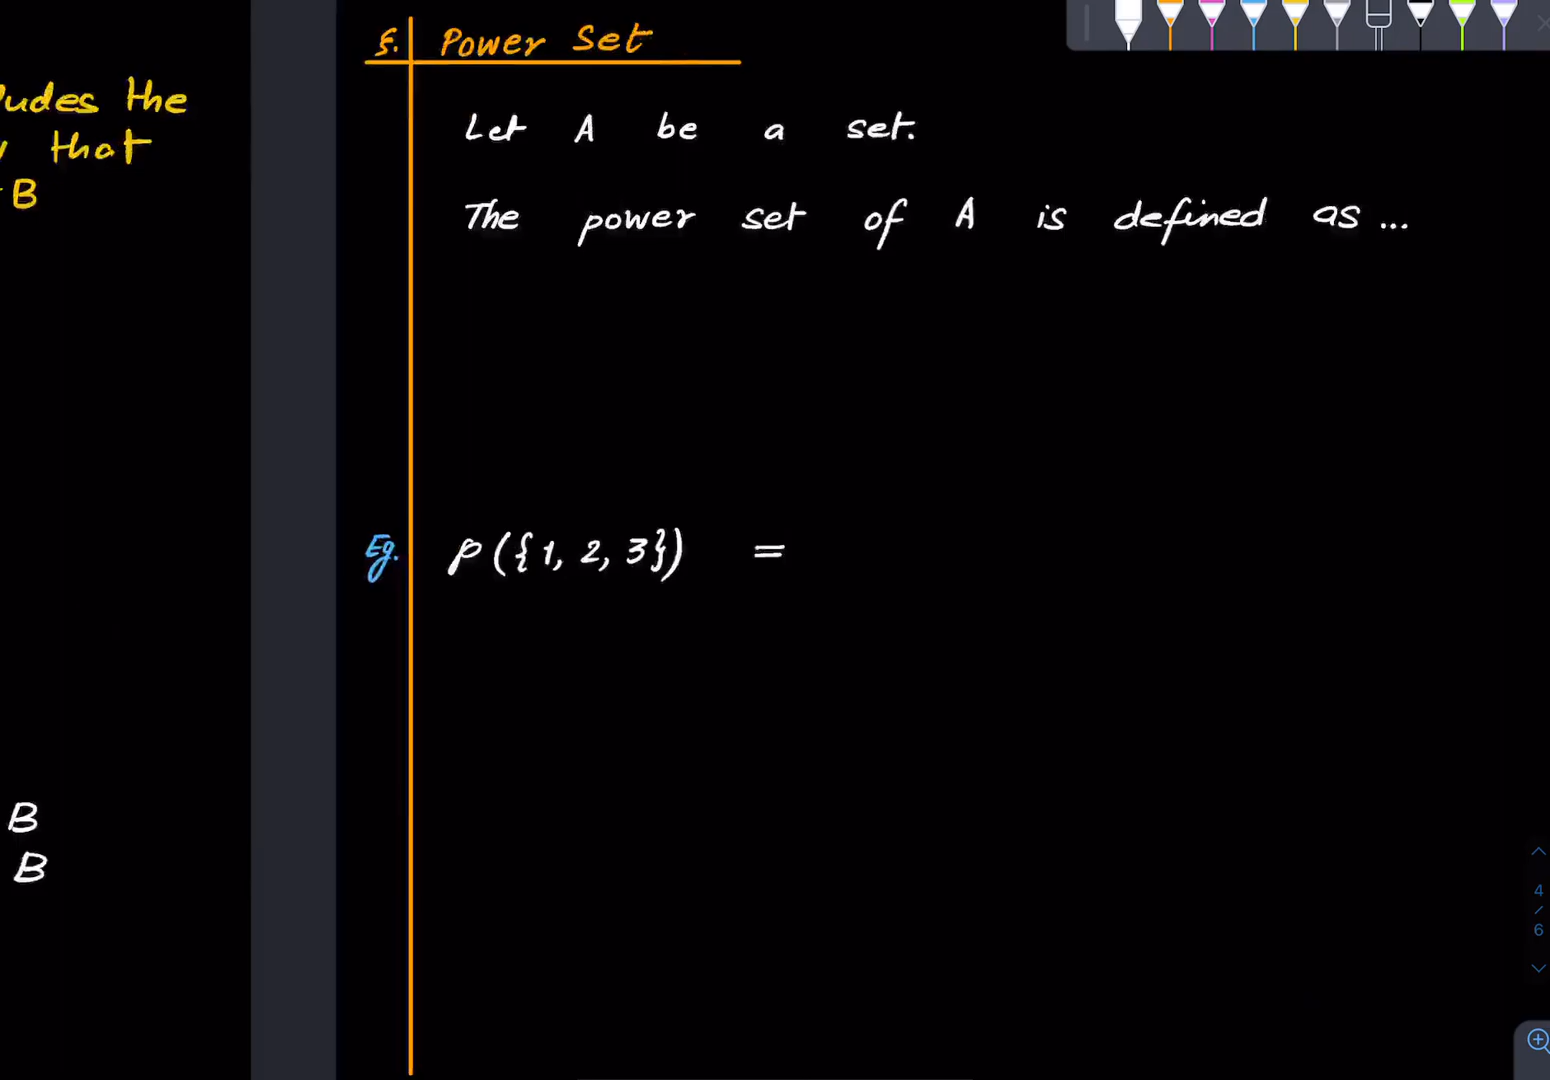 udes the
that
B
5. Power Set
Let A be a set.
The power set of A is defined as ...
Eg. P({1, 2, 3}) =
B
B
4
/
6